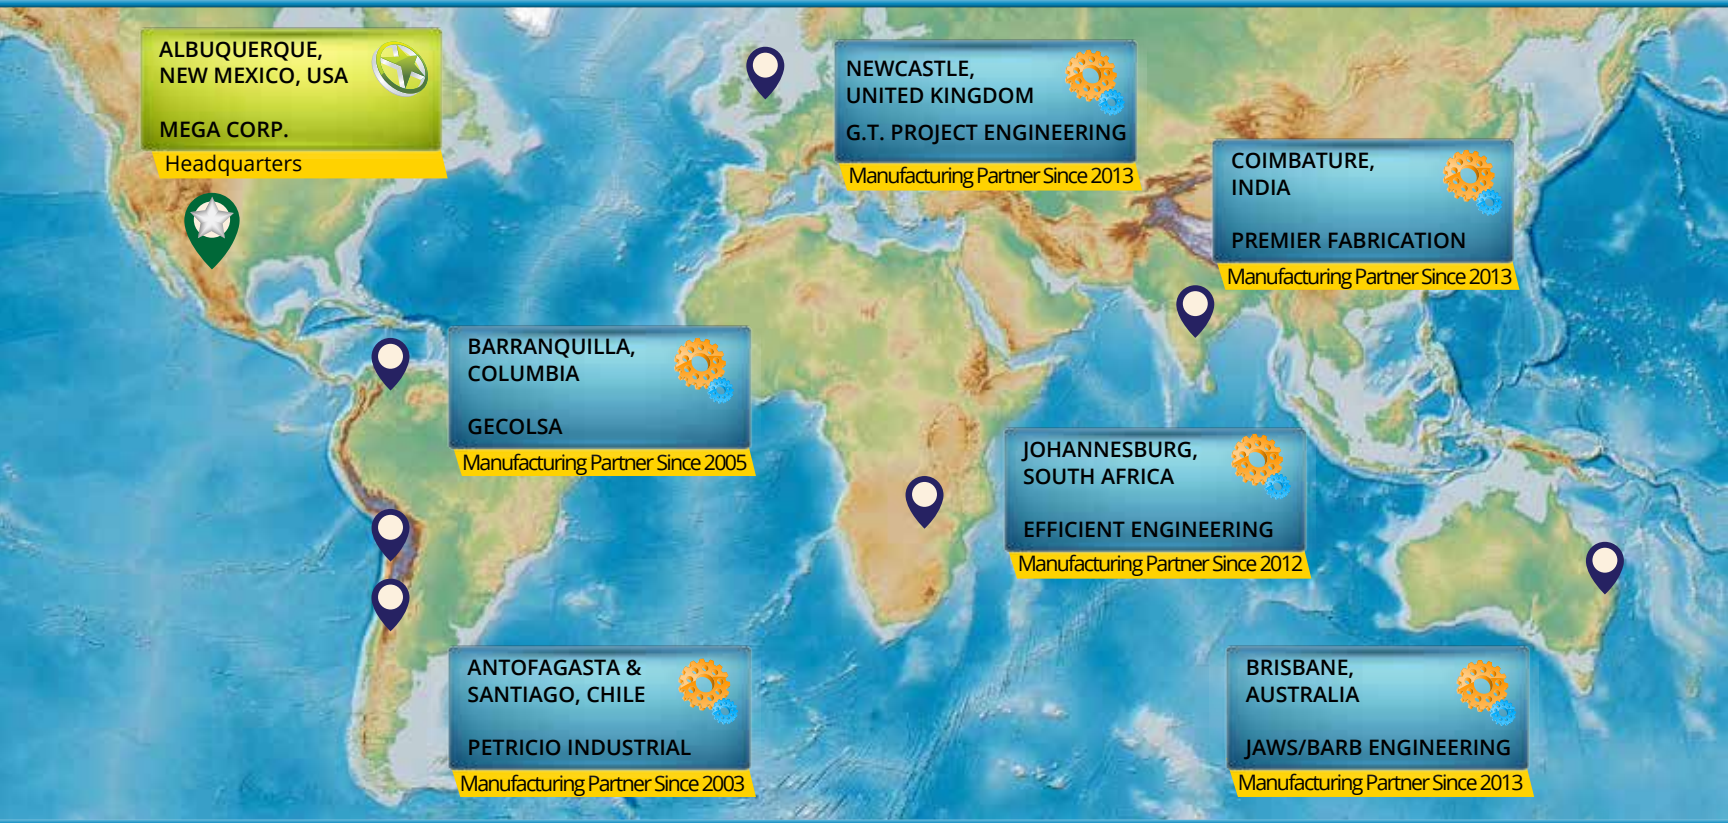 ALBUQUERQUE,
NEW MEXICO, USA
MEGA CORP.
Headquarters
NEWCASTLE,
UNITED KINGDOM
G.T. PROJECT ENGINEERING
Manufacturing Partner Since 2013
COIMBATURE,
INDIA
PREMIER FABRICATION
Manufacturing Partner Since 2013
BARRANQUILLA,
COLUMBIA
GECOLSA
Manufacturing Partner Since 2005
JOHANNESBURG,
SOUTH AFRICA
EFFICIENT ENGINEERING
Manufacturing Partner Since 2012
ANTOFAGASTA &
SANTIAGO, CHILE
PETRICIO INDUSTRIAL
Manufacturing Partner Since 2003
BRISBANE,
AUSTRALIA
JAWS/BARB ENGINEERING
Manufacturing Partner Since 2013